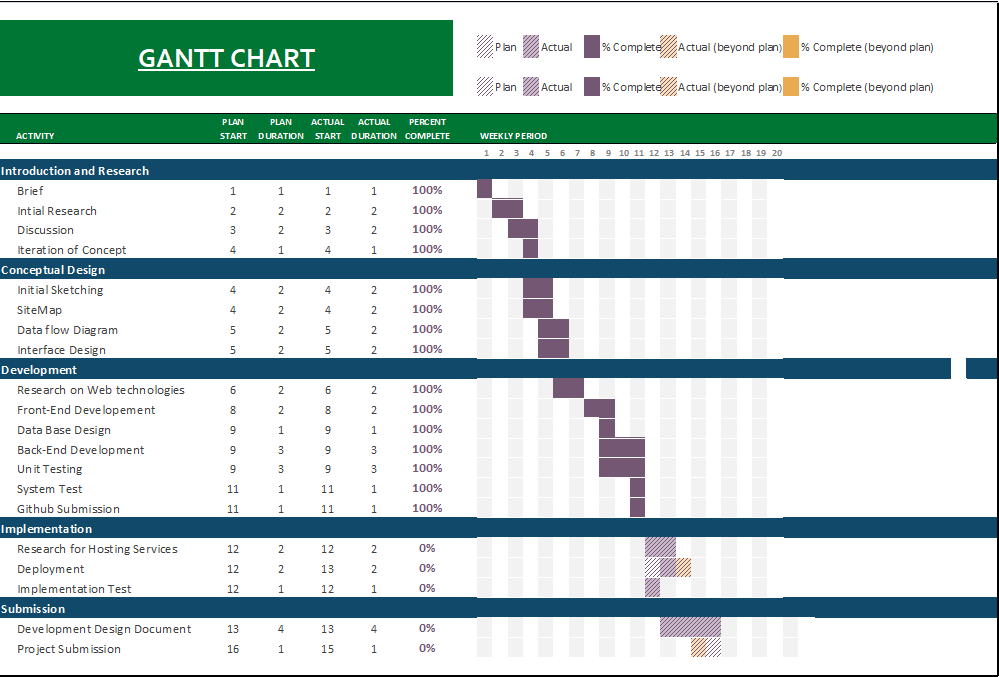 GANTT CHART
Plan Actual % Complete Actual (beyond plan) % Complete (beyond plan)
Plan Actual % Complete Actual (beyond plan) % Complete (beyond plan)
ACTIVITY PLAN START PLAN DURATION ACTUAL START ACTUAL DURATION PERCENT COMPLETE WEEKLY PERIOD
1 2 3 4 5 6 7 8 9 10 11 12 13 14 15 16 17 18 19 20
Introduction and Research
Brief 1 1 1 1 100%
Intial Research 2 2 2 2 100%
Discussion 3 2 3 2 100%
Iteration of Concept 4 1 4 1 100%
Conceptual Design
Initial Sketching 4 2 4 2 100%
SiteMap 4 2 4 2 100%
Data flow Diagram 5 2 5 2 100%
Interface Design 5 2 5 2 100%
Development
Research on Web technologies 6 2 6 2 100%
Front-End Developement 8 2 8 2 100%
Data Base Design 9 1 9 1 100%
Back-End Development 9 3 9 3 100%
Unit Testing 9 3 9 3 100%
System Test 11 1 11 1 100%
Github Submission 11 1 11 1 100%
Implementation
Research for Hosting Services 12 2 12 2 0%
Deployment 12 2 13 2 0%
Implementation Test 12 1 12 1 0%
Submission
Development Design Document 13 4 13 4 0%
Project Submission 16 1 15 1 0%